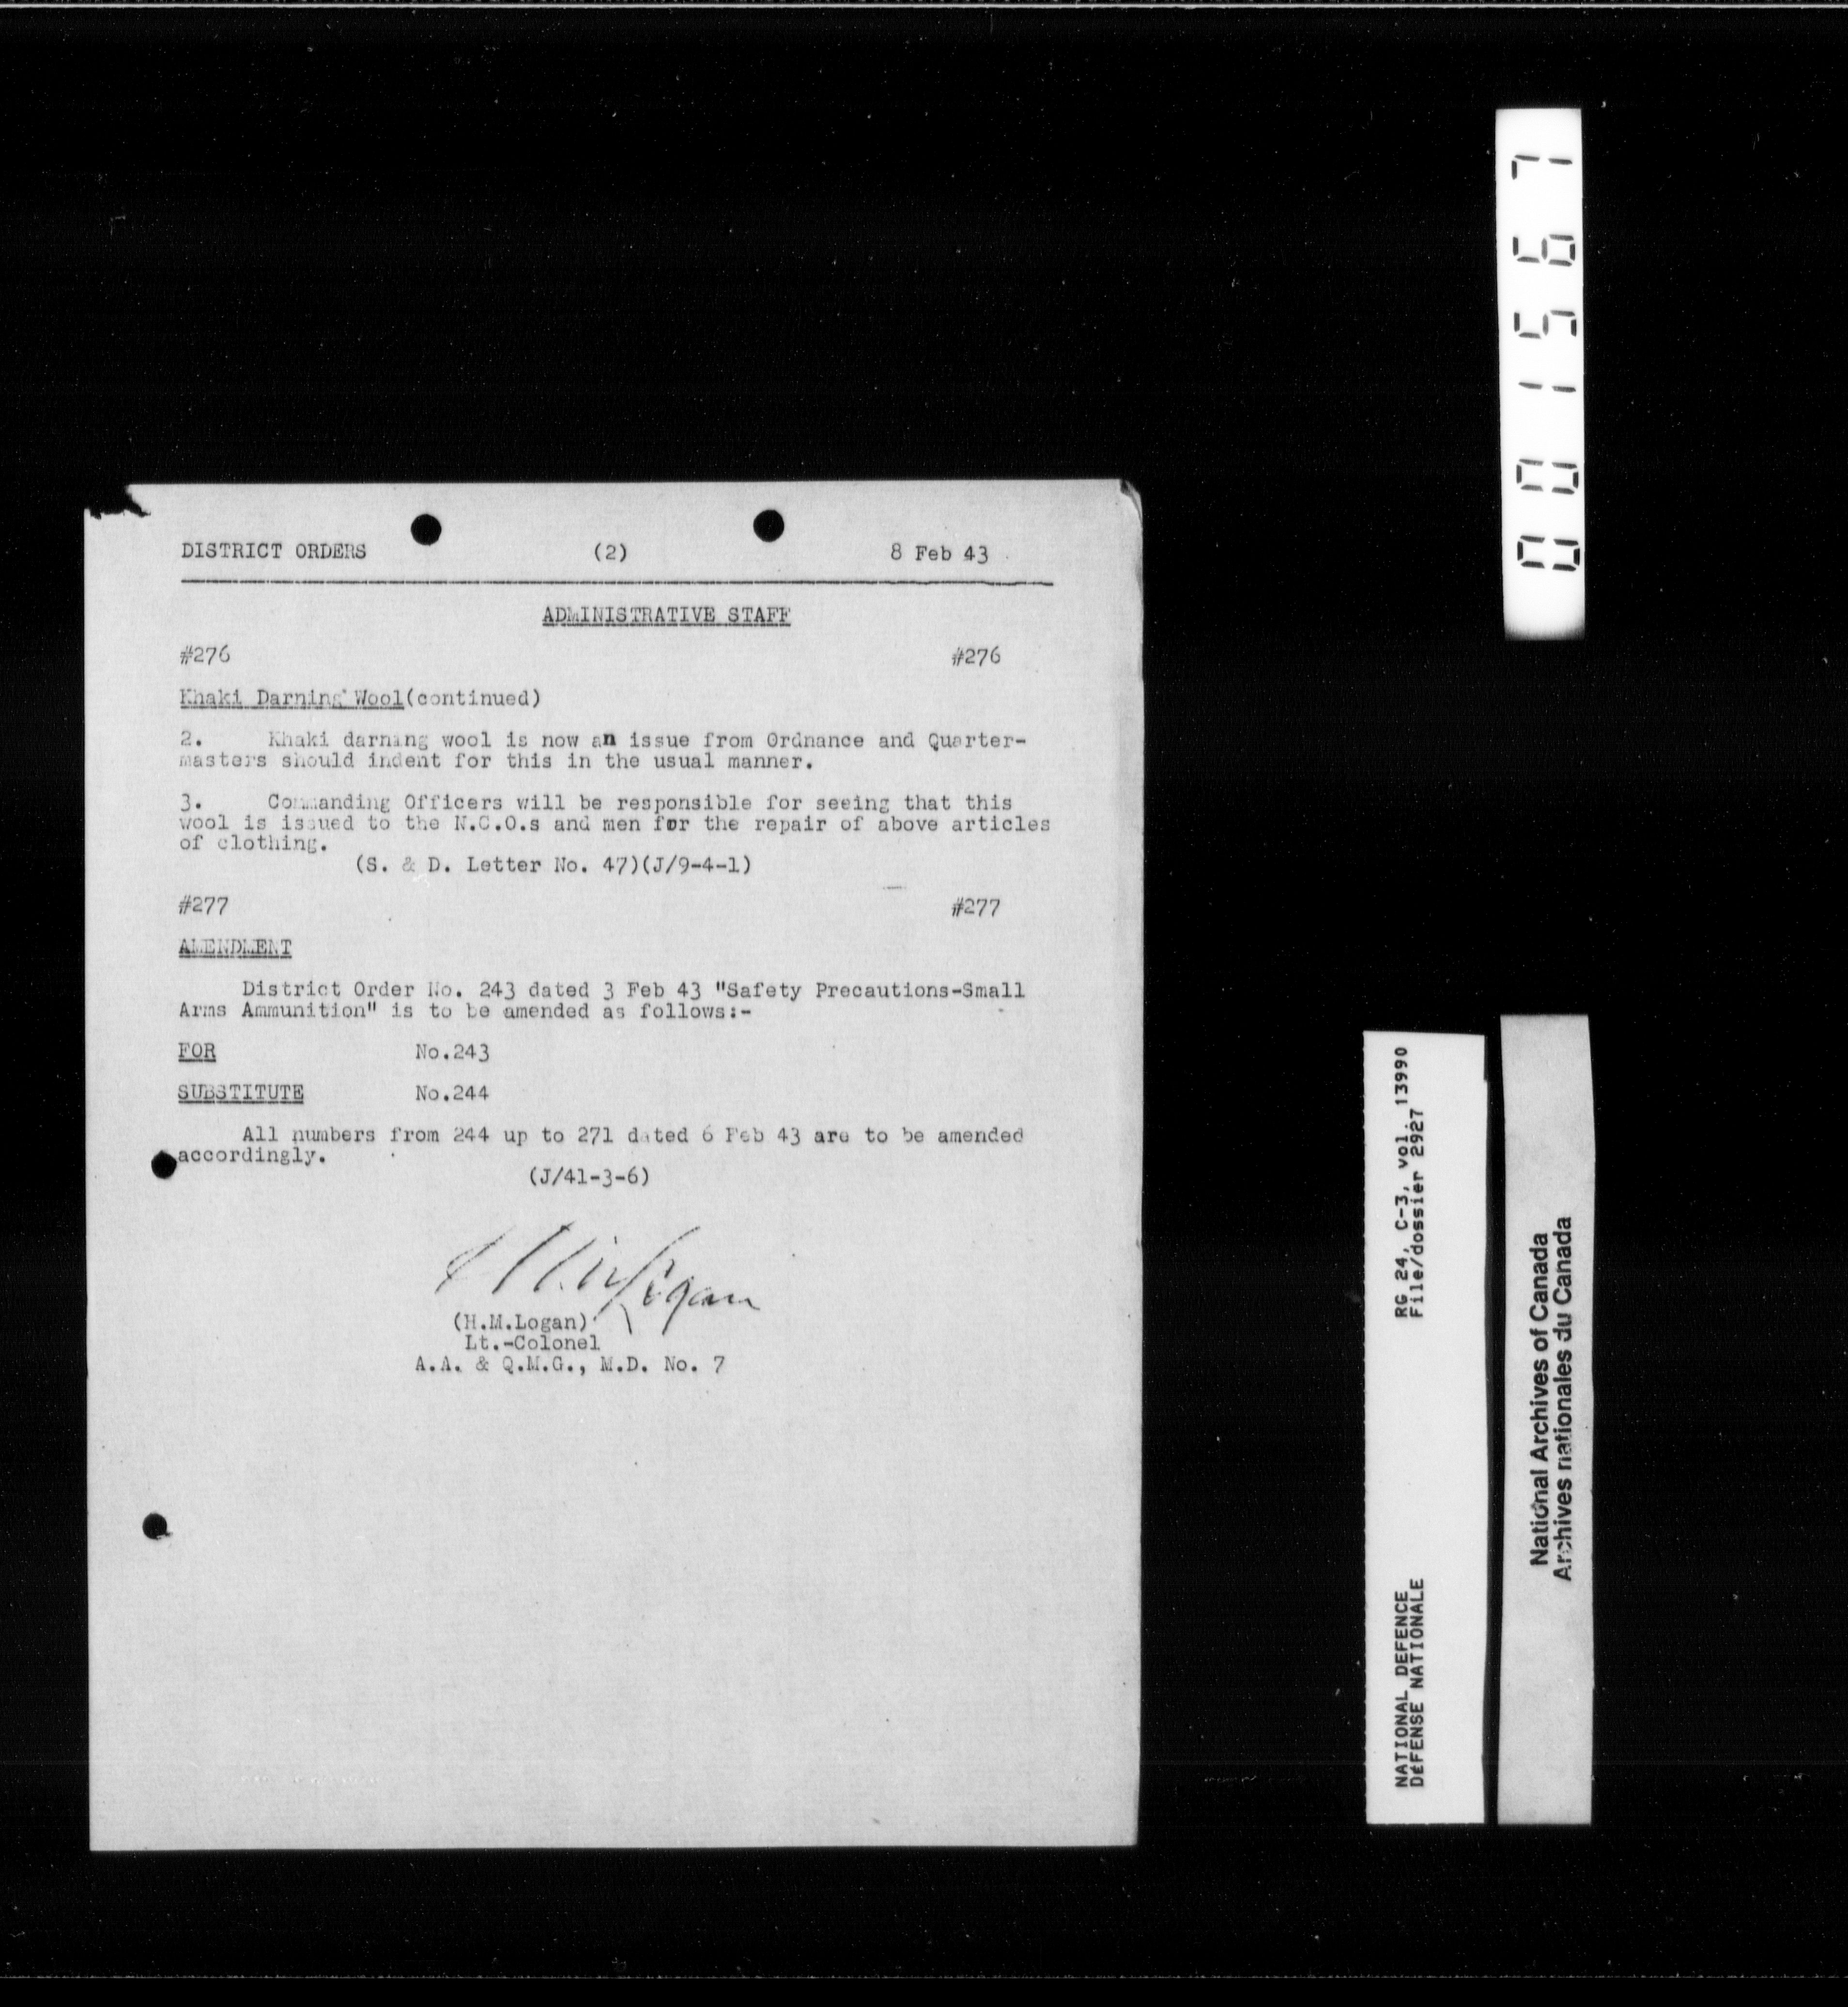 DISTRICT ORDERS (2) 8 Feb 43
ADMINISTRATIVE STAFF
#276 #276
Khaki Darning Wool(continued)
2. Khaki darning wool is now an issue from Ordnance and Quarter-
masters should indent for this in the usual manner.
3. Commanding Officers will be responsible for seeing that this
wool is issued to the N.C.O.s and men for the repair of above articles
of clothing.
(S. & D. Letter No. 47)(J/9-4-1)
#277 #277
AMENDMENT
District Order No. 243 dated 3 Feb 43 "Safety Precautions-Small
Arms Ammunition" is to be amended as follows:-
FOR No.243
SUBSTITUTE No.244
All numbers from 244 up to 271 dated 6 Feb 43 are to be amended
accordingly.
(J/41-3-6)
Logan
(H.M.Logan)
Lt.-Colonel
A.A. & Q.M.G., M.D. No. 7
001567
NATIONAL DEFENCE RG 24, C-3, vol. 13990
DEFENSE NATIONALE File/dossier 2927
National Archives of Canada
Archives nationales du Canada